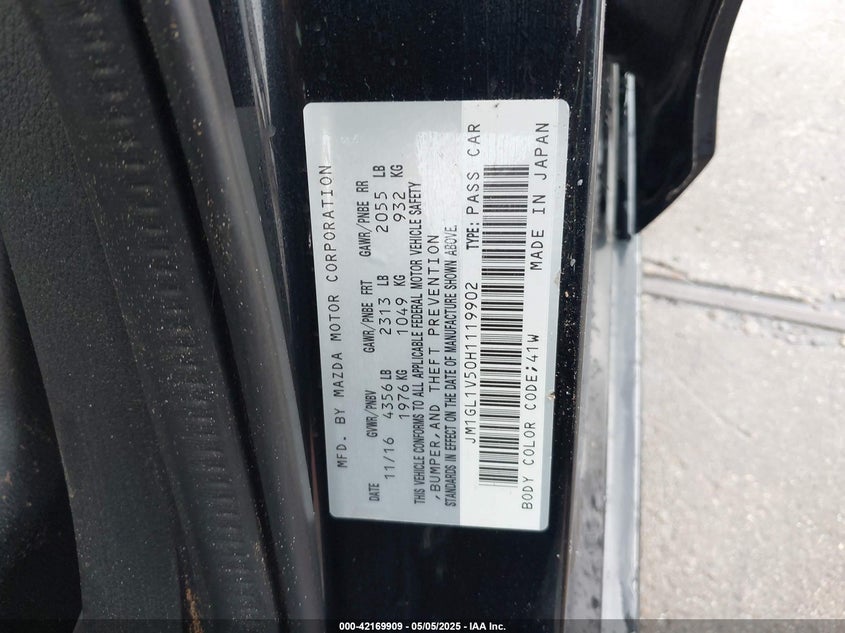 MFD. BY MAZDA MOTOR CORPORATION
DATE GVWR/PNBV GAWR/PNBE FRT GAWR/PNBE RR
11/16 4356 LB 2313 LB 2055 LB
1976 KG 1049 KG 932 KG
THIS VEHICLE CONFORMS TO ALL APPLICABLE FEDERAL MOTOR VEHICLE SAFETY
,BUMPER,AND THEFT PREVENTION
STANDARDS IN EFFECT ON THE DATE OF MANUFACTURE SHOWN ABOVE
JM1GL1V50H1119902 TYPE: PASS CAR
BODY COLOR CODE;41W MADE IN JAPAN
000-42169909 - 05/05/2025 - IAA Inc.